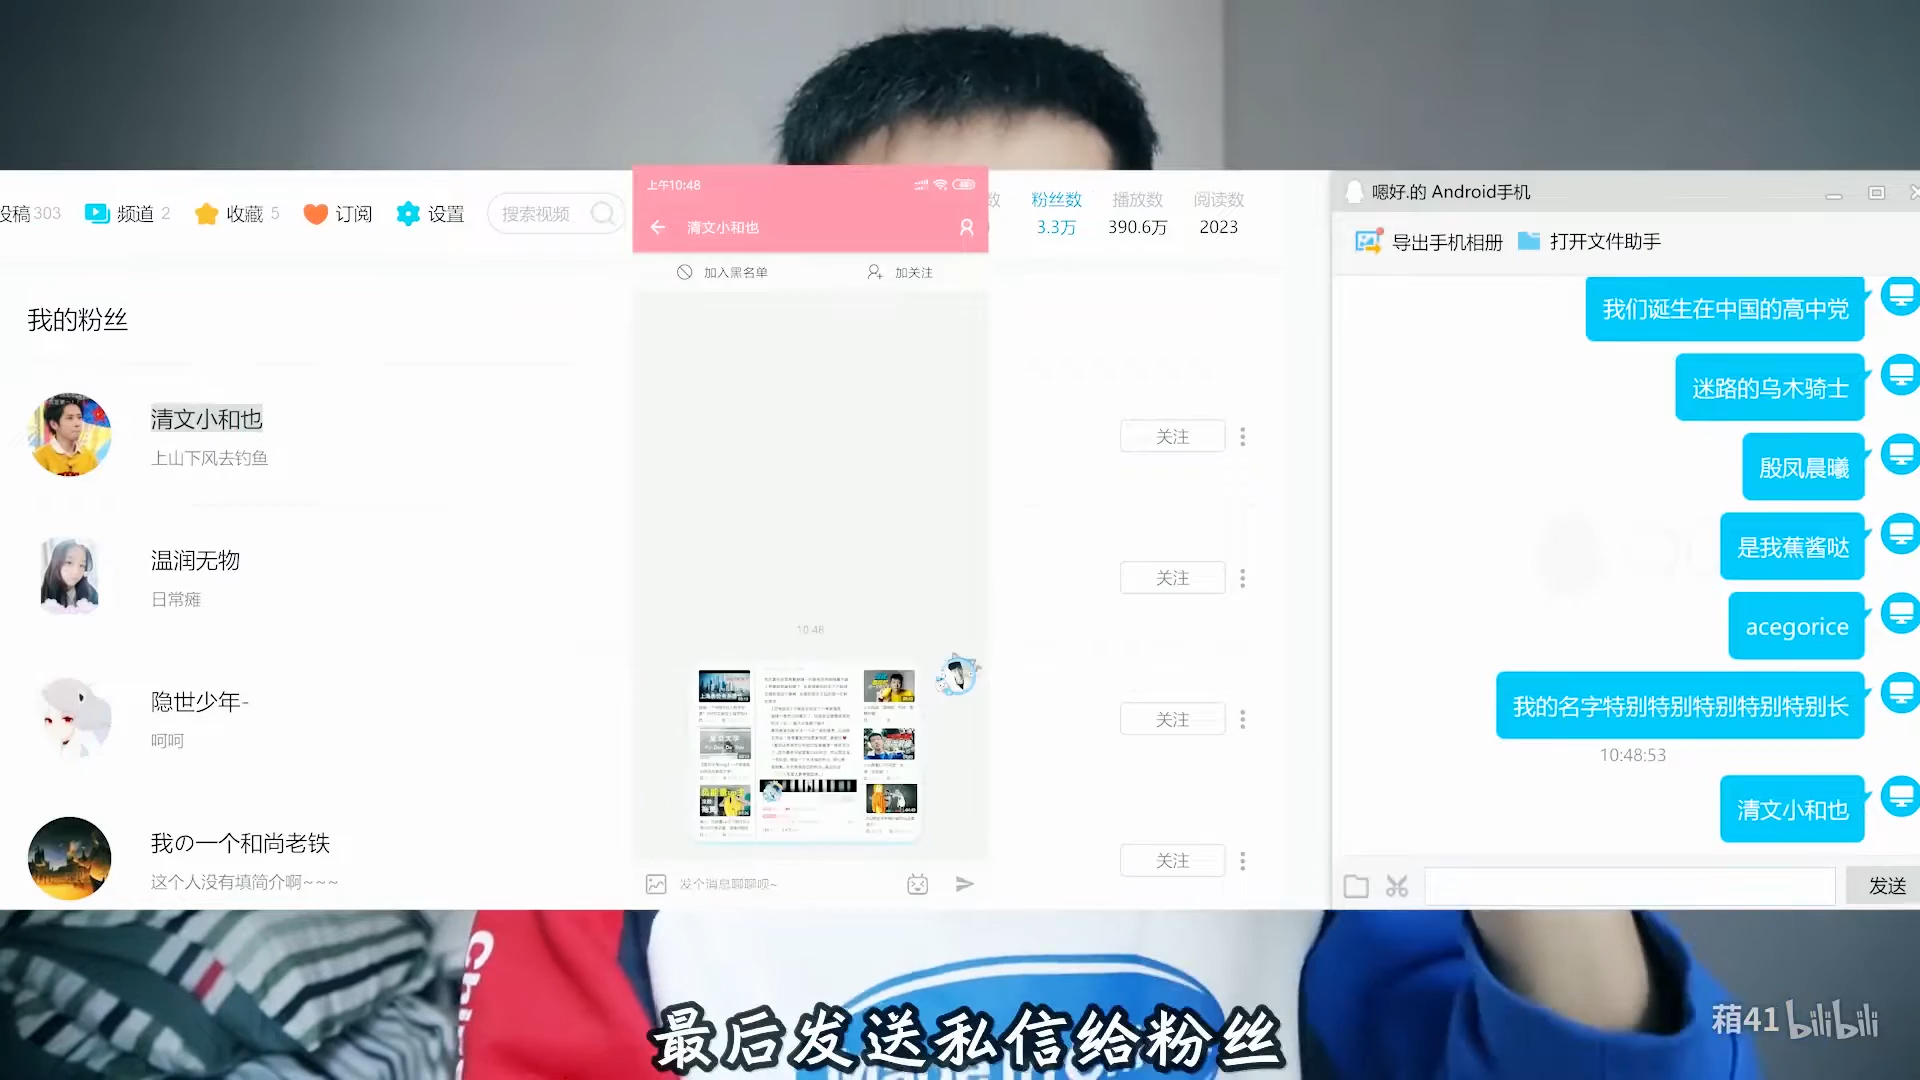 投稿 303
频道 2
收藏 5
订阅
设置
搜索视频
我的粉丝
清文小和也
上山下风去钓鱼
温润无物
日常瘫
隐世少年-
呵呵
我の一个和尚老铁
这个人没有填简介啊~~~
上午10:48
清文小和也
加入黑名单
加关注
10:48
发个消息聊聊呗~
数
粉丝数
播放数
阅读数
3.3万
390.6万
2023
关注
关注
关注
关注
嗯好.的 Android手机
导出手机相册
打开文件助手
我们诞生在中国的高中党
迷路的乌木骑士
殷凤晨曦
是我蕉酱哒
acegorice
我的名字特别特别特别特别特别长
10:48:53
清文小和也
发送
最后发送私信给粉丝
蒩41 bilibili